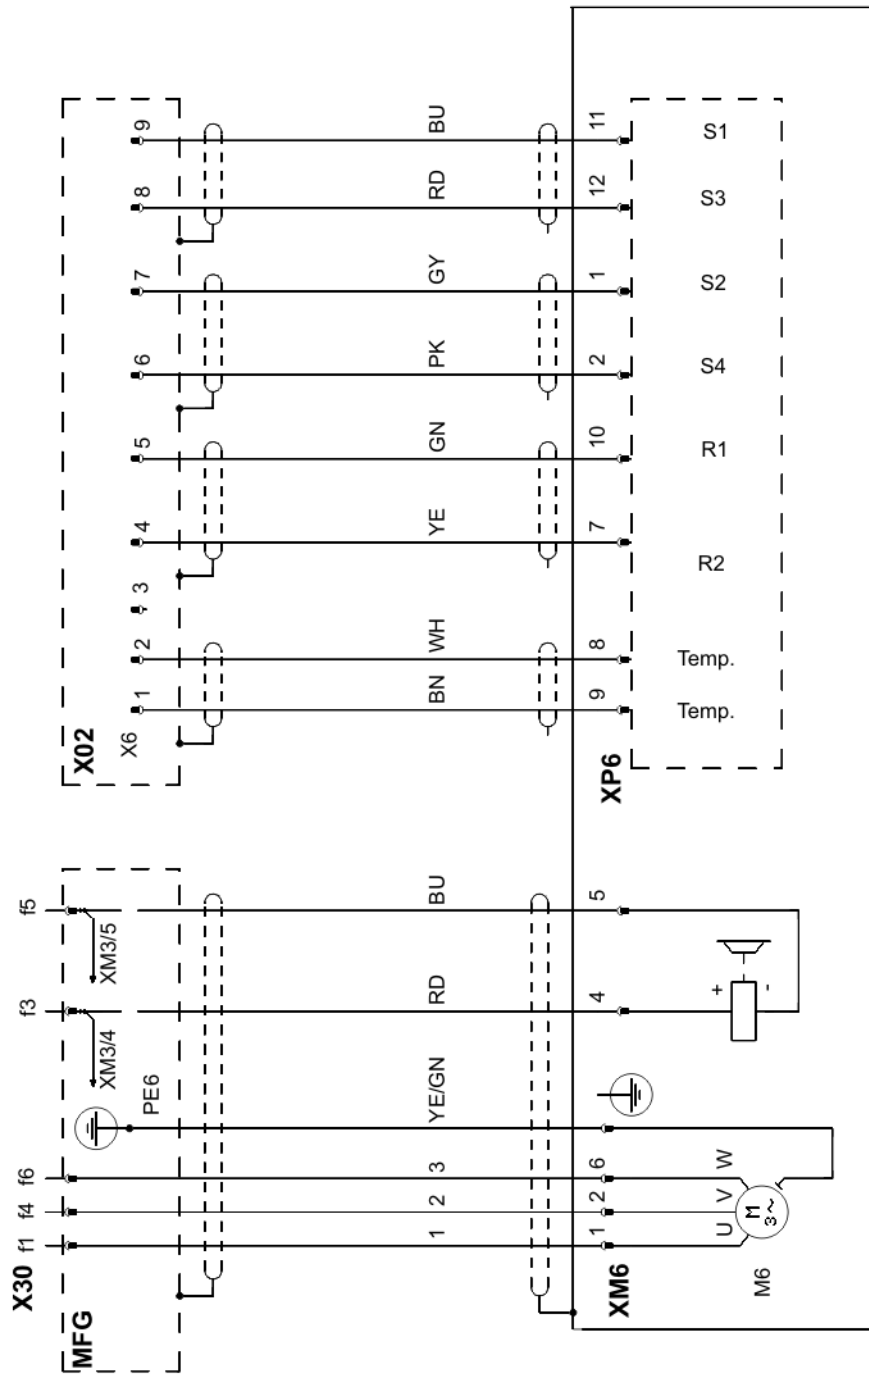 9 BU 11 S1
8 RD 12 S3
7 GY 1 S2
6 PK 2 S4
5 GN 10 R1
4 YE 7 R2
3
2 WH 8 Temp.
1 BN 9 Temp.
X02
X6
XP6
f5 XM3/5 BU 5
f3 XM3/4 RD 4 + -
PE6 YE/GN
f6 3 6 W
f4 2 2 V
f1 1 1 U
M
3~
X30
MFG
XM6
M6